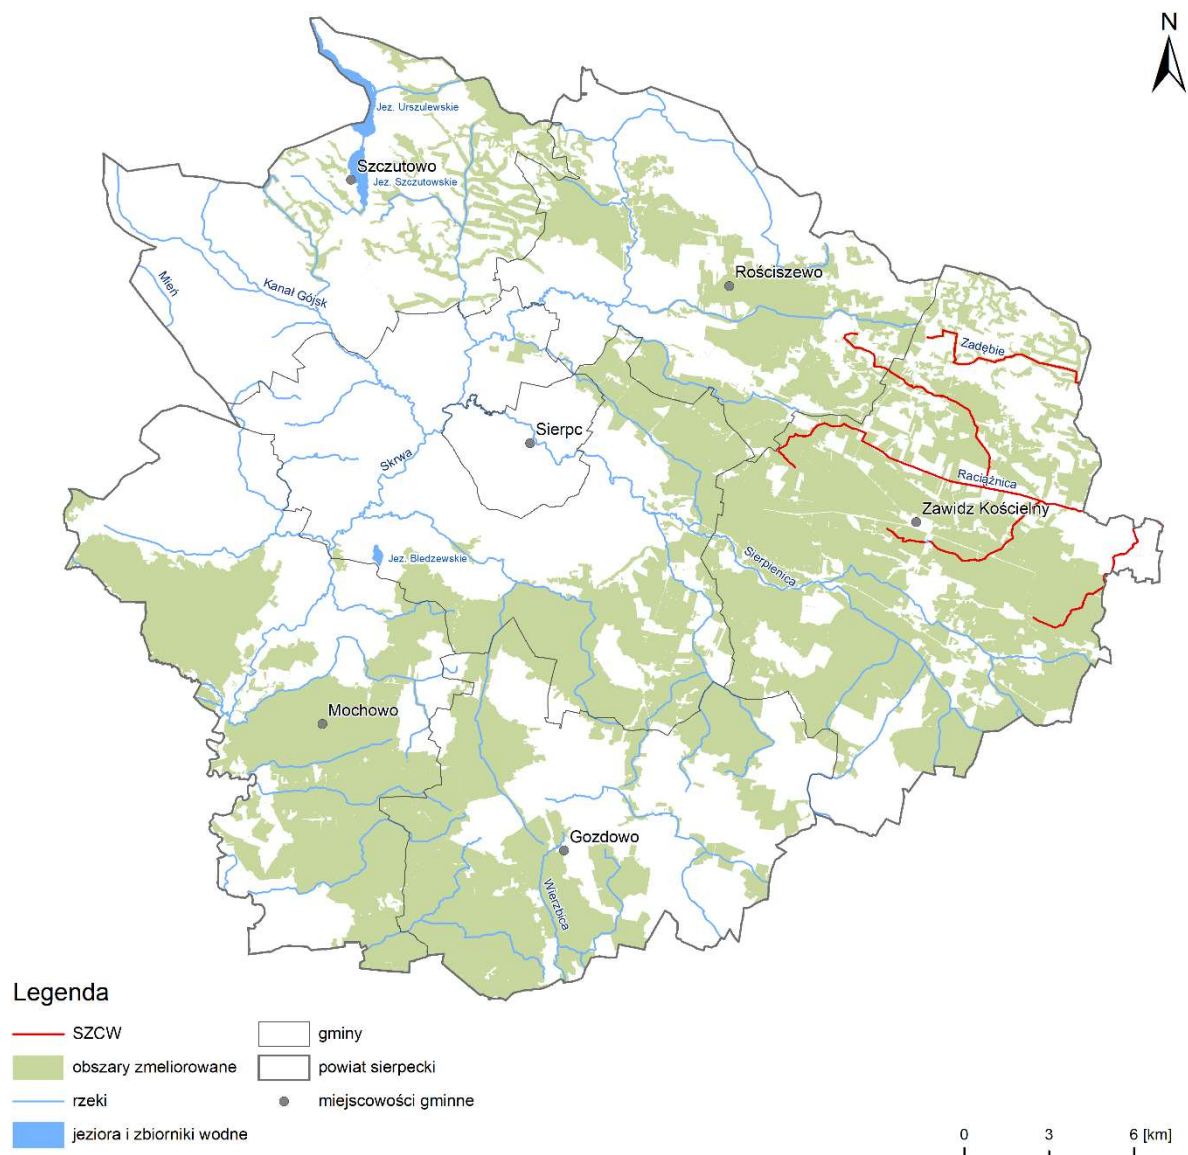 N
Jez. Urszulewskie
Szczutowo
Jez. Szczutowskie
Rościszewo
Mień
Kanał Gójsk
Zadębie
Sierpc
Skrwa
Raciążnica
Zawidz Kościelny
Jez. Bledzewskie
Sierpienica
Mochowo
Gozdowo
Wierzbica
Legenda
SZCW
gminy
obszary zmeliorowane
powiat sierpecki
rzeki
miejscowości gminne
jeziora i zbiorniki wodne
0 3 6 [km]